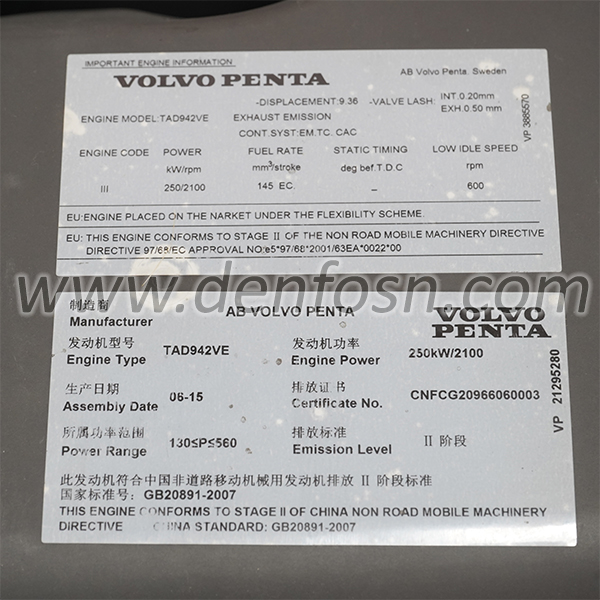 IMPORTANT ENGINE INFORMATION
VOLVO PENTA AB Volvo Penta Sweden
-DISPLACEMENT:9.36 -VALVE LASH: INT.0.20mm
EXH.0.50 mm
ENGINE MODEL:TAD942VE EXHAUST EMISSION
CONT.SYST:EM.TC. CAC
VP 3885570
ENGINE CODE POWER FUEL RATE STATIC TIMING LOW IDLE SPEED
kW/rpm mm³/stroke deg bef.T.D.C rpm
III 250/2100 145 EC. – 600
EU:ENGINE PLACED ON THE NARKET UNDER THE FLEXIBILITY SCHEME.
EU: THIS ENGINE CONFORMS TO STAGE II OF THE NON ROAD MOBILE MACHINERY DIRECTIVE
DIRECTIVE 97/68/EC APPROVAL NO:e5*97/68*2001/63EA*0022*00
www.denfosn.com
制造商 AB VOLVO PENTA VOLVO
Manufacturer PENTA
发动机型号 TAD942VE 发动机功率 250kW/2100
Engine Type Engine Power
生产日期 06-15 排放证书 CNFCG20966060003
Assembiy Date Certificate No.
VP 21295280
所属功率范围 130≤P≤560 排放标准 II 阶段
Power Range Emission Level
此发动机符合中国非道路移动机械用发动机排放 II 阶段标准
国家标准号: GB20891-2007
THIS ENGINE CONFORMS TO STAGE II OF CHINA NON ROAD MOBILE MACHINERY
DIRECTIVE CHINA STANDARD: GB20891-2007